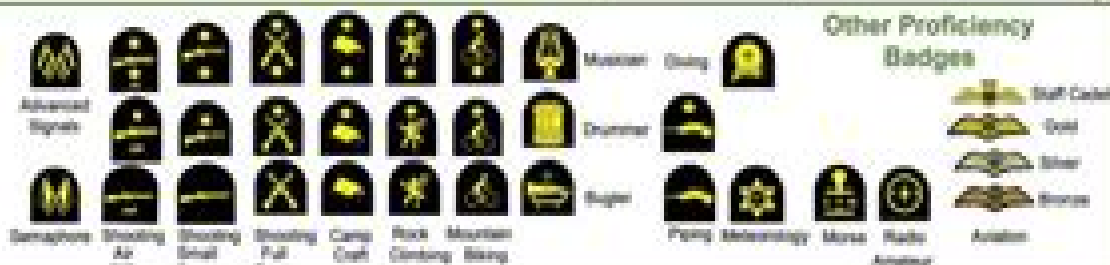 Other Proficiency
Badges
Musician
Diving
Advanced
Signals
Staff Cadet
Gold
Drummer
Silver
Bugler
Bronze
Semaphore
Shooting
Air
Shooting
Small
Shooting
Full
Camp
Craft
Rock
Climbing
Mountain
Biking
Piping
Meteorology
Morse
Radio
Amateur
Aviation